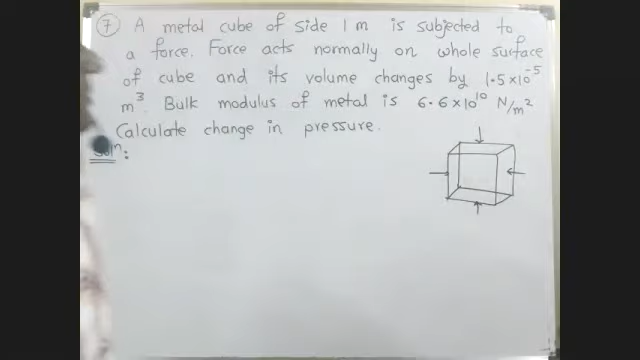 ⑦ A metal cube of side 1 m is subjected to
a force. Force acts normally on whole surface
of cube and its volume changes by 1.5×10⁻⁵
m³. Bulk modulus of metal is 6.6×10¹⁰ N/m²
Calculate change in pressure.
Solⁿ: